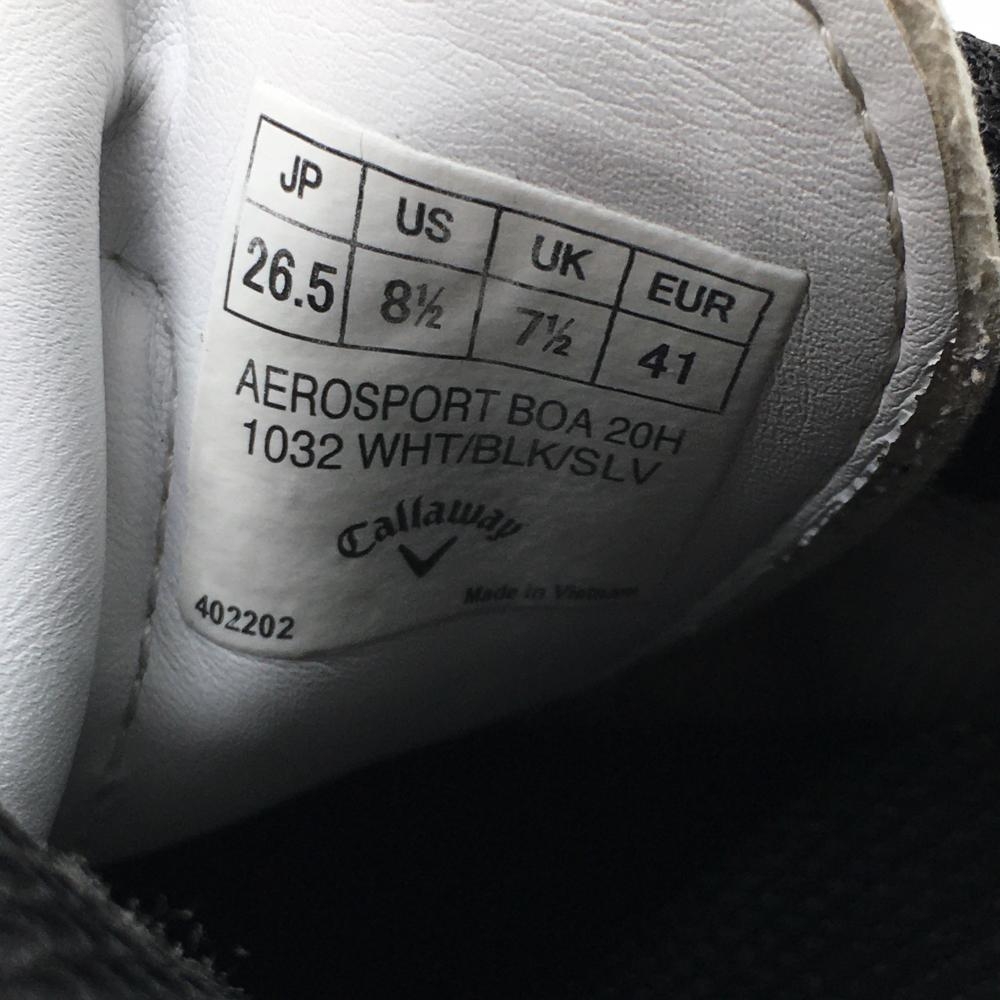 JP US UK EUR
26.5 8½ 7½ 41
AEROSPORT BOA 20H
1032 WHT/BLK/SLV
Callaway
Made in Vietnam
402202